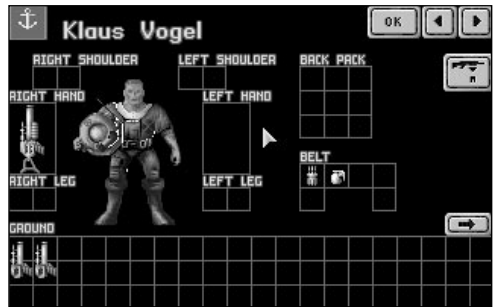 Klaus Vogel
OK
RIGHT SHOULDER LEFT SHOULDER BACK PACK
RIGHT HAND LEFT HAND
BELT
RIGHT LEG LEFT LEG
GROUND